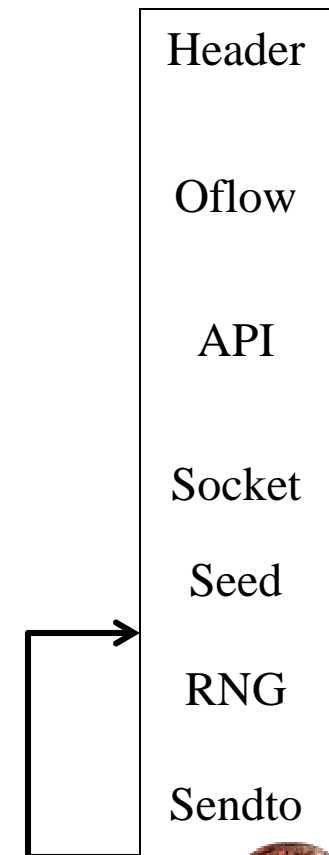 Header
Oflow
API
Socket
Seed
RNG
Sendto